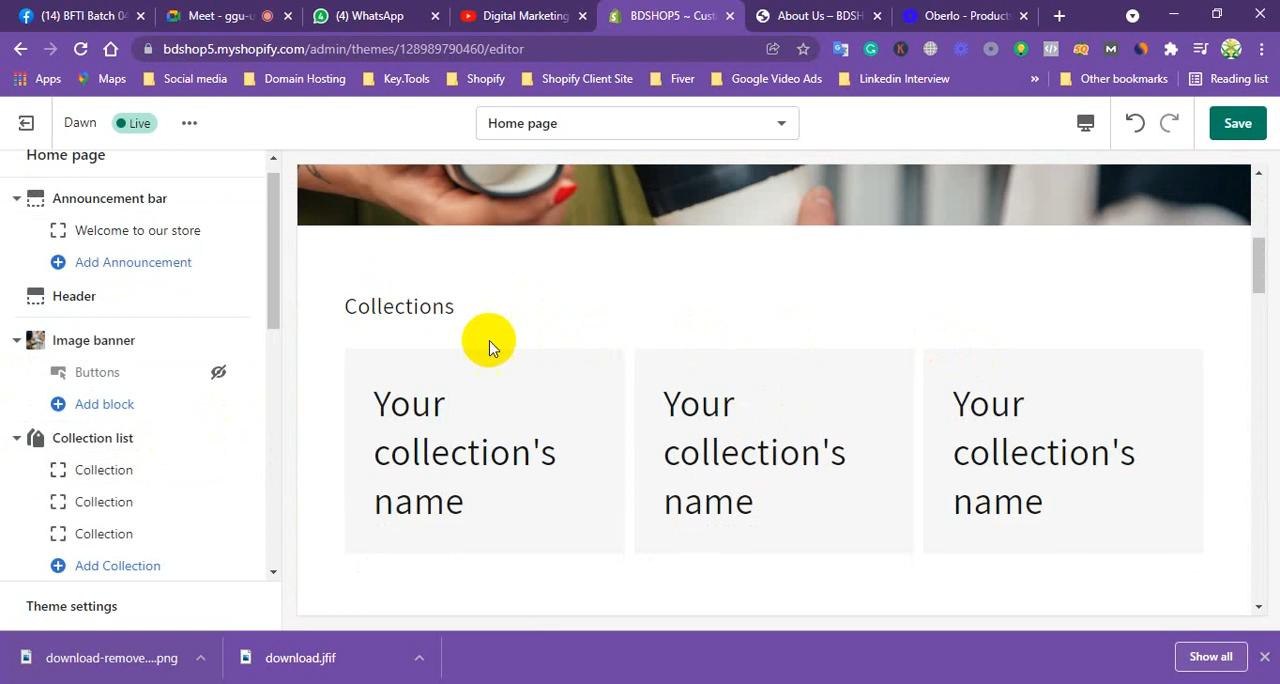 (14) BFTI Batch 04
Meet - ggu-u
(4) WhatsApp
Digital Marketing
BDSHOP5 ~ Cust
About Us – BDSH
Oberlo - Product
bdshop5.myshopify.com/admin/themes/128989790460/editor
Apps
Maps
Social media
Domain Hosting
Key.Tools
Shopify
Shopify Client Site
Fiver
Google Video Ads
Linkedin Interview
»
Other bookmarks
Reading list
Dawn
Live
Home page
Save
Home page
Announcement bar
Welcome to our store
Add Announcement
Header
Image banner
Buttons
Add block
Collection list
Collection
Collection
Collection
Add Collection
Theme settings
Collections
Your
collection's
name
Your
collection's
name
Your
collection's
name
download-remove....png
download.jfif
Show all